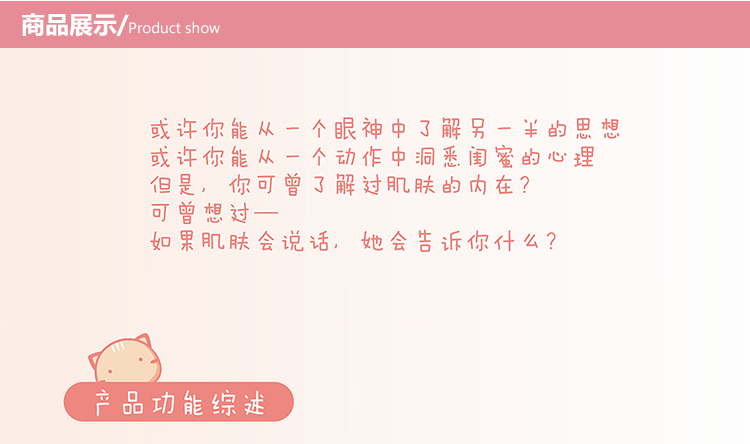 商品展示/Product show
或许你能从一个眼神中了解另一半的思想
或许你能从一个动作中洞悉闺蜜的心理
但是,你可曾了解过肌肤的内在?
可曾想过—
如果肌肤会说话,她会告诉你什么?
产品功能综述